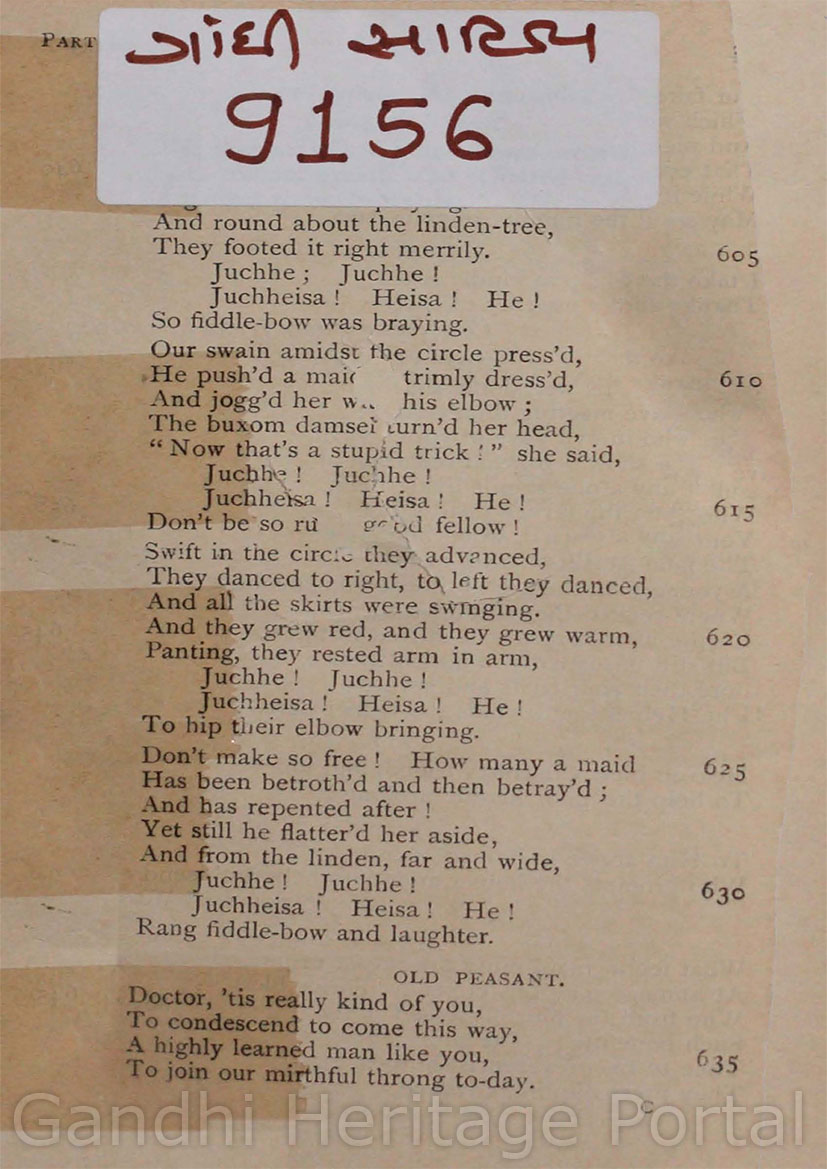 PART
ગાંધી સાહિત્ય
9156
And round about the linden-tree,
They footed it right merrily. 605
Juchhe ; Juchhe !
Juchheisa ! Heisa ! He !
So fiddle-bow was braying.
Our swain amidst the circle press'd,
He push'd a trimly dress'd, 610
And jogg'd her his elbow ;
The buxom damsel turn'd her head,
“ Now that's a stupid trick ! ” she said,
Juchhe ! Juchhe !
Juchheisa ! Heisa ! He ! 615
Don't be so good fellow !
Swift in the circle they advanced,
They danced to right, to left they danced,
And all the skirts were swinging.
And they grew red, and they grew warm, 620
Panting, they rested arm in arm,
Juchhe ! Juchhe !
Juchheisa ! Heisa ! He !
To hip their elbow bringing.
Don't make so free ! How many a maid 625
Has been betroth'd and then betray'd ;
And has repented after !
Yet still he flatter'd her aside,
And from the linden, far and wide,
Juchhe ! Juchhe ! 630
Juchheisa ! Heisa ! He !
Rang fiddle-bow and laughter.
OLD PEASANT.
Doctor, 'tis really kind of you,
To condescend to come this way,
A highly learned man like you, 635
To join our mirthful throng to-day.
C
Gandhi Heritage Portal